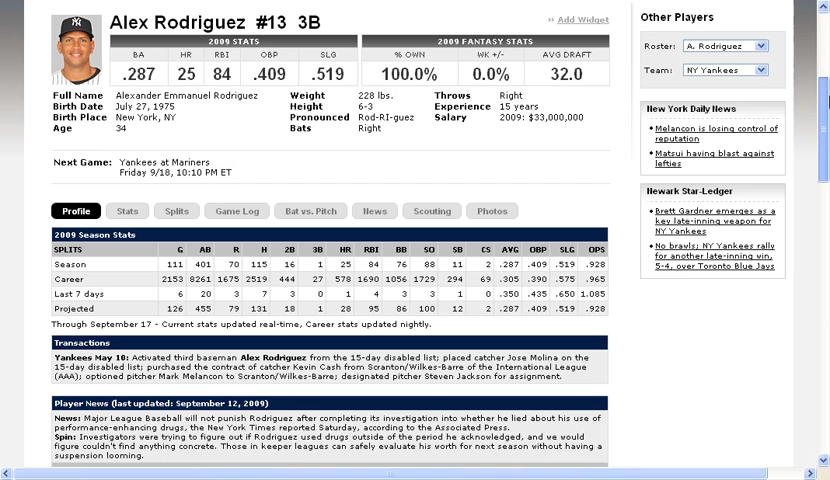 Alex Rodriguez #13 3B
Add Widget
2009 STATS 2009 FANTASY STATS
BA HR RBI OBP SLG % OWN WK +/- AVG DRAFT
.287 25 84 .409 .519 100.0% 0.0% 32.0
Full Name Alexander Emmanuel Rodriguez Weight 228 lbs. Throws Right
Birth Date July 27, 1975 Height 6-3 Experience 15 years
Birth Place New York, NY Pronounced Rod-RI-guez Salary 2009: $33,000,000
Age 34 Bats Right
Next Game: Yankees at Mariners
Friday 9/18, 10:10 PM ET
Profile Stats Splits Game Log Bat vs. Pitch News Scouting Photos
2009 Season Stats
SPLITS G AB R H 2B 3B HR RBI BB SO SB CS AVG OBP SLG OPS
Season 111 401 70 115 16 1 25 84 76 88 11 2 .287 .409 .519 .928
Career 2153 8261 1675 2519 444 27 578 1690 1056 1729 294 69 .305 .390 .575 .965
Last 7 days 6 20 3 7 3 0 1 4 3 3 1 0 .350 .435 .650 1.085
Projected 126 455 79 131 18 1 28 95 86 100 12 2 .287 .409 .519 .928
Through September 17 - Current stats updated real-time, Career stats updated nightly.
Transactions
Yankees May 10: Activated third baseman Alex Rodriguez from the 15-day disabled list; placed catcher Jose Molina on the
15-day disabled list; purchased the contract of catcher Kevin Cash from Scranton/Wilkes-Barre of the International League
(AAA); optioned pitcher Mark Melancon to Scranton/Wilkes-Barre; designated pitcher Steven Jackson for assignment.
Player News (last updated: September 12, 2009)
News: Major League Baseball will not punish Rodriguez after completing its investigation into whether he lied about his use of
performance-enhancing drugs, the New York Times reported Saturday, according to the Associated Press.
Spin: Investigators were trying to figure out if Rodriguez used drugs outside of the period he acknowledged, and we would
figure couldn't find anything concrete. Those in keeper leagues can safely evaluate his worth for next season without having a
suspension looming.
Other Players
Roster: A. Rodriguez
Team: NY Yankees
New York Daily News
Melancon is losing control of
reputation
Matsui having blast against
lefties
Newark Star-Ledger
Brett Gardner emerges as a
key late-inning weapon for
NY Yankees
No brawls; NY Yankees rally
for another late-inning win,
5-4, over Toronto Blue Jays